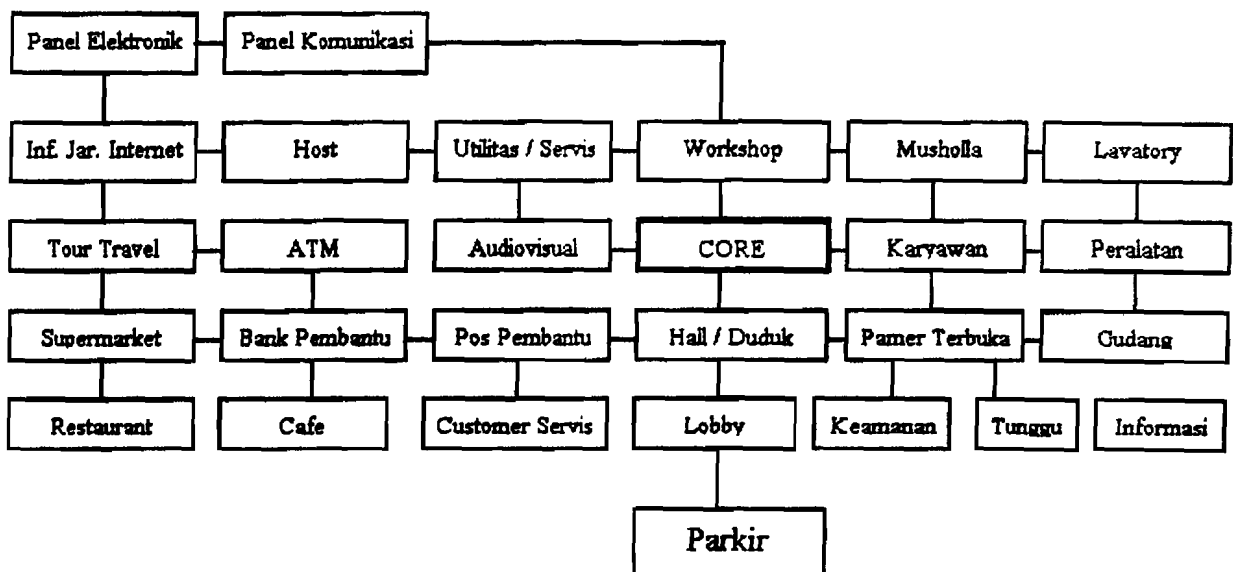 Panel Elektronik
Panel Komunikasi
Inf. Jar. Internet
Host
Utilitas / Servis
Workshop
Musholla
Lavatory
Tour Travel
ATM
Audiovisual
CORE
Karyawan
Peralatan
Supermarket
Bank Pembantu
Pos Pembantu
Hall / Duduk
Pamer Terbuka
Gudang
Restaurant
Cafe
Customer Servis
Lobby
Keamanan
Tunggu
Informasi
Parkir